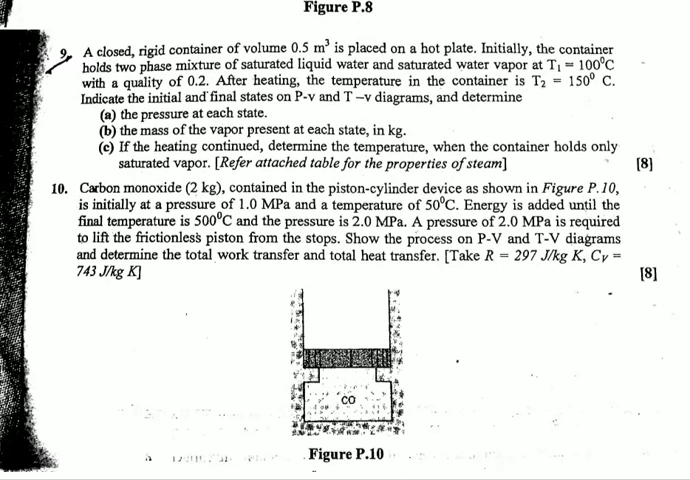 Figure P.8
9. A closed, rigid container of volume 0.5 m³ is placed on a hot plate. Initially, the container
holds two phase mixture of saturated liquid water and saturated water vapor at T₁ = 100⁰C
with a quality of 0.2. After heating, the temperature in the container is T₂ = 150⁰ C.
Indicate the initial and final states on P-v and T –v diagrams, and determine
(a) the pressure at each state.
(b) the mass of the vapor present at each state, in kg.
(c) If the heating continued, determine the temperature, when the container holds only
saturated vapor. [Refer attached table for the properties of steam] [8]
10. Carbon monoxide (2 kg), contained in the piston-cylinder device as shown in Figure P.10,
is initially at a pressure of 1.0 MPa and a temperature of 50⁰C. Energy is added until the
final temperature is 500⁰C and the pressure is 2.0 MPa. A pressure of 2.0 MPa is required
to lift the frictionless piston from the stops. Show the process on P-V and T-V diagrams
and determine the total work transfer and total heat transfer. [Take R = 297 J/kg K, Cᵥ =
743 J/kg K] [8]
CO
Figure P.10